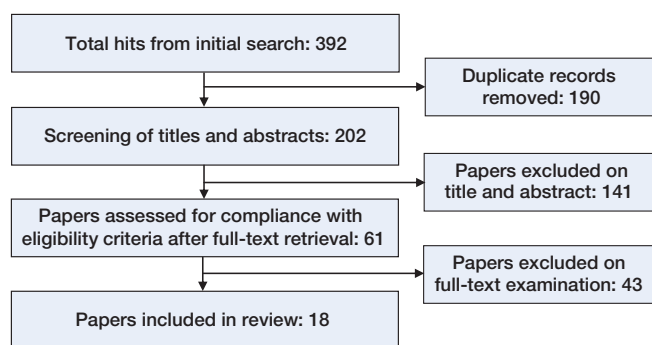 Total hits from initial search: 392
Duplicate records
removed: 190
Screening of titles and abstracts: 202
Papers excluded on
title and abstract: 141
Papers assessed for compliance with
eligibility criteria after full-text retrieval: 61
Papers excluded on
full-text examination: 43
Papers included in review: 18